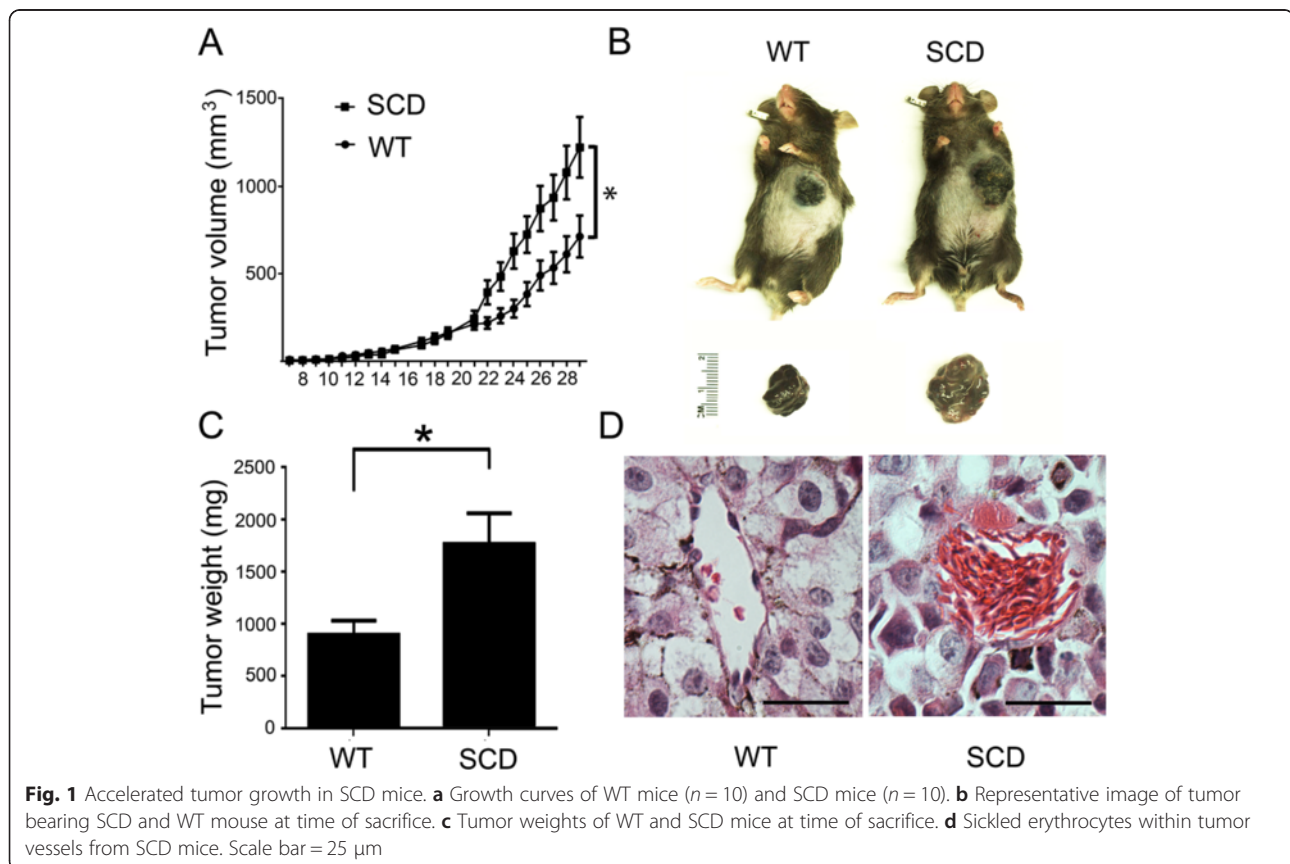 A
SCD
WT
Tumor volume (mm³)
1500
1000
500
8 10 12 14 16 18 20 22 24 26 28
*
B
WT SCD
2
1
C
*
Tumor weight (mg)
2500
2000
1500
1000
500
0
WT SCD
D
WT SCD
Fig. 1 Accelerated tumor growth in SCD mice. a Growth curves of WT mice (n = 10) and SCD mice (n = 10). b Representative image of tumor
bearing SCD and WT mouse at time of sacrifice. c Tumor weights of WT and SCD mice at time of sacrifice. d Sickled erythrocytes within tumor
vessels from SCD mice. Scale bar = 25 μm